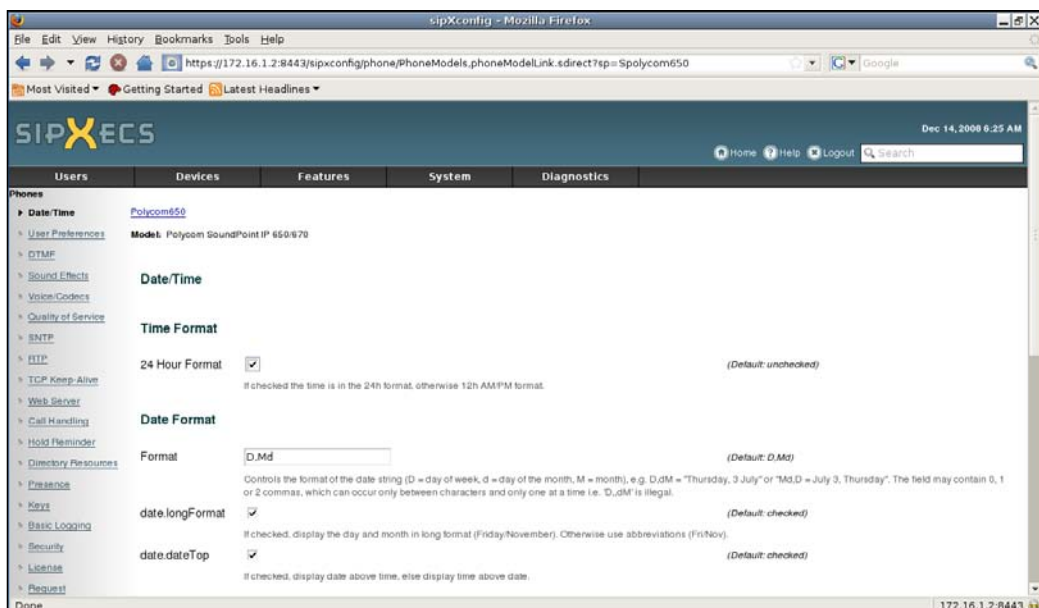 sipXconfig - Mozilla Firefox
File Edit View History Bookmarks Tools Help
https://172.16.1.2:8443/sipxconfig/phone/PhoneModels,phoneModelLink.sdirect?sp=Spolycom650
Google
Most Visited Getting Started Latest Headlines
SIPXECS
Dec 14, 2008 6:25 AM
Home Help Logout Search
Users Devices Features System Diagnostics
Phones
Date/Time
User Preferences
DTMF
Sound Effects
Voice/Codecs
Quality of Service
SNTP
RTP
TCP Keep-Alive
Web Server
Call Handling
Hold Reminder
Directory Resources
Presence
Keys
Basic Logging
Security
License
Request
Polycom650
Model: Polycom SoundPoint IP 650/670
Date/Time
Time Format
24 Hour Format (Default: unchecked)
If checked the time is in the 24h format, otherwise 12h AM/PM format.
Date Format
Format D,Md (Default: D,Md)
Controls the format of the date string (D = day of week, d = day of the month, M = month), e.g. D,dM = "Thursday, 3 July" or "Md,D = July 3, Thursday". The field may contain 0, 1
or 2 commas, which can occur only between characters and only one at a time i.e. 'D,,dM' is illegal.
date.longFormat (Default: checked)
If checked, display the day and month in long format (Friday/November). Otherwise use abbreviations (Fri/Nov).
date.dateTop (Default: checked)
If checked, display date above time, else display time above date.
Done
172.16.1.2:8443